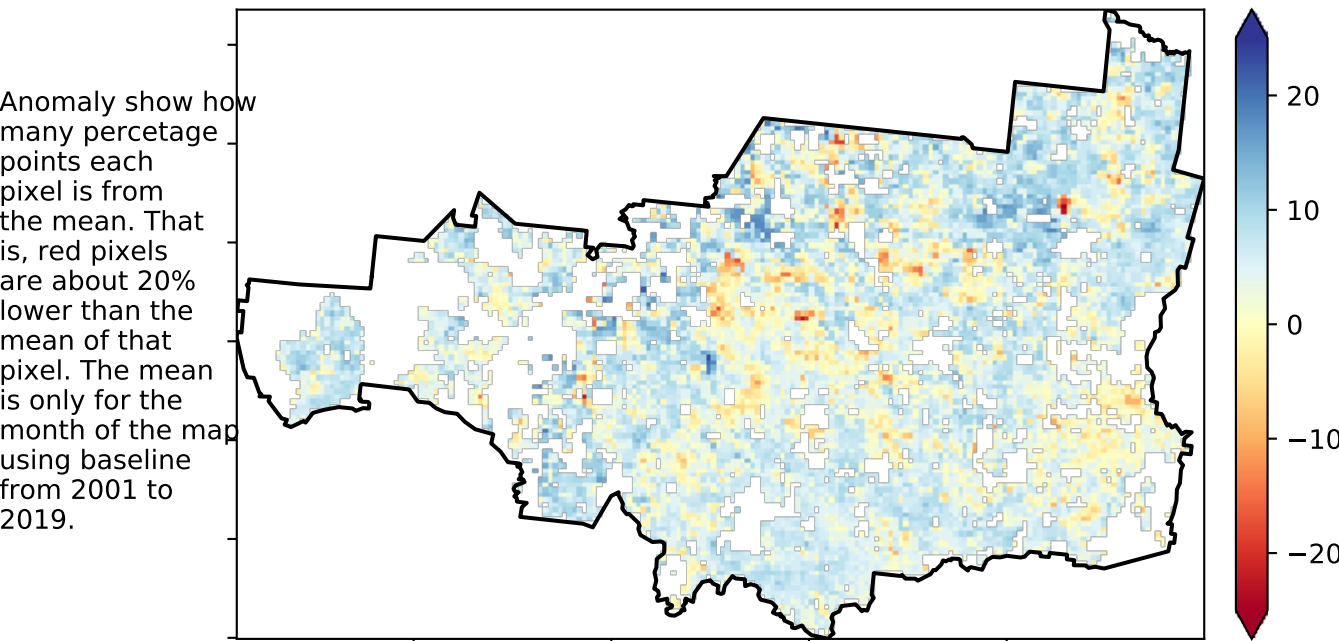 Anomaly show how
many percetage
points each
pixel is from
the mean. That
is, red pixels
are about 20%
lower than the
mean of that
pixel. The mean
is only for the
month of the map
using baseline
from 2001 to
2019.
20
10
0
−10
−20